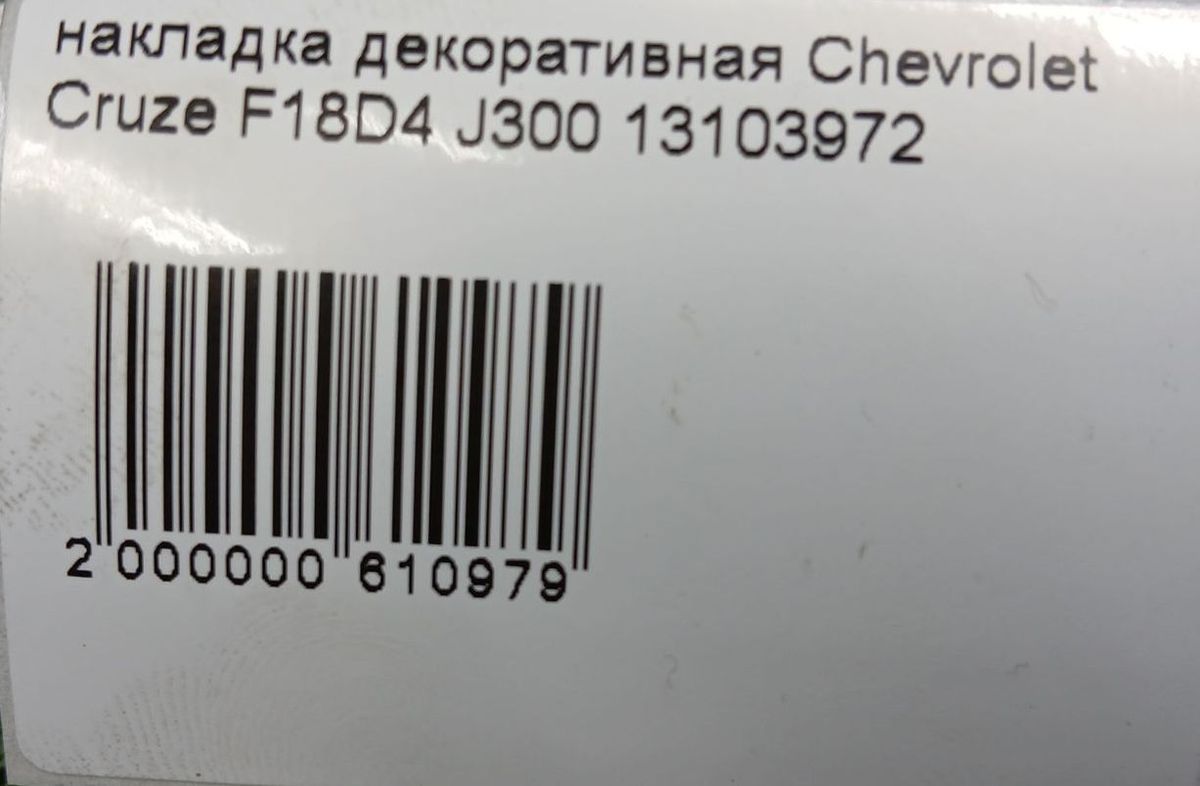 накладка декоративная Chevrolet
Cruze F18D4 J300 13103972
2 000000 610979